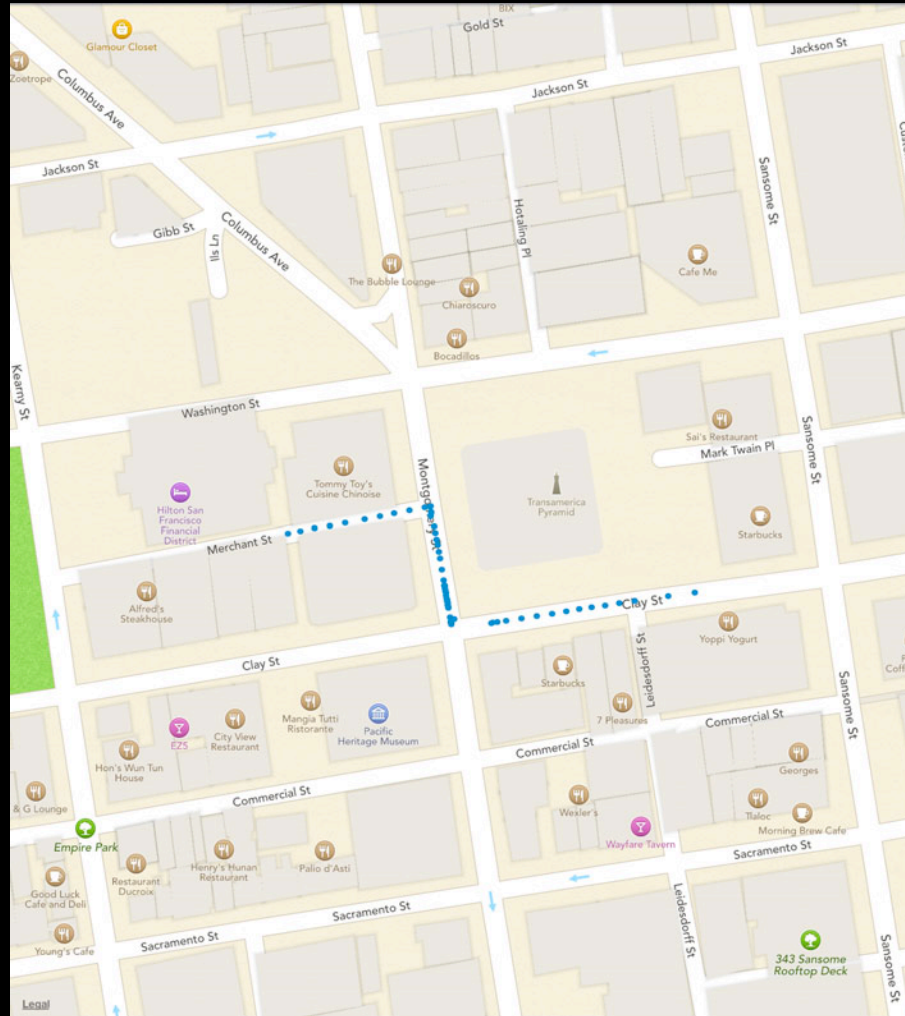 BIX
Gold St
Glamour Closet
Zoetrope
Columbus Ave
Jackson St
Jackson St
Jackson St
Sansome St
Hotaling Pl
Gibb St
Ils Ln
Columbus Ave
The Bubble Lounge
Cafe Me
Chiaroscuro
Bocadillos
Kearny St
Washington St
Sai's Restaurant
Mark Twain Pl
Sansome St
Tommy Toy's
Cuisine Chinoise
Montgomery St
Transamerica
Pyramid
Hilton San
Francisco
Financial
District
Starbucks
Merchant St
Alfred's
Steakhouse
Clay St
Yoppi Yogurt
Leidesdorff St
Clay St
Starbucks
Sansome St
7 Pleasures
Mangia Tutti
Ristorante
Pacific
Heritage Museum
EZ5
City View
Restaurant
Hon's Wun Tun
House
Commercial St
Commercial St
Georges
& G Lounge
Commercial St
Wexler's
Tlaloc
Morning Brew Cafe
Empire Park
Wayfare Tavern
Sacramento St
Henry's Hunan
Restaurant
Palio d'Asti
Restaurant
Ducroix
Good Luck
Cafe and Deli
Sacramento St
Leidesdorff St
Young's Cafe
Sacramento St
343 Sansome
Rooftop Deck
Sansome St
Legal